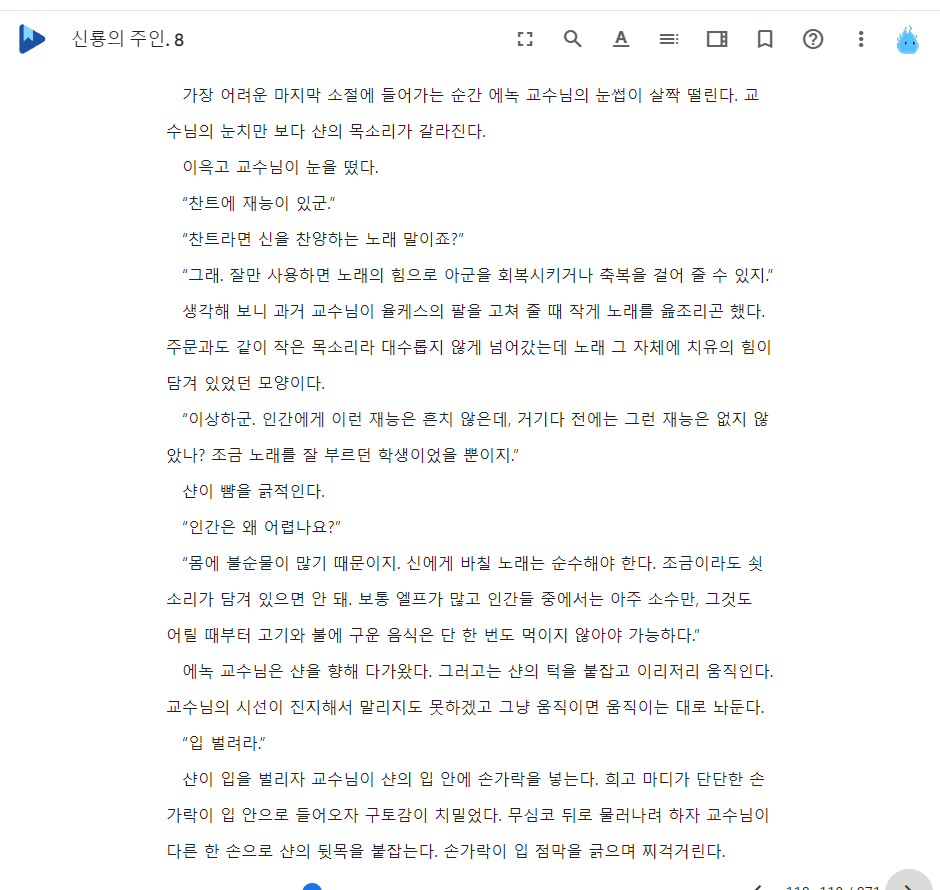 신룡의 주인. 8
가장 어려운 마지막 소절에 들어가는 순간 에녹 교수님의 눈썹이 살짝 떨린다. 교
수님의 눈치만 보다 샨의 목소리가 갈라진다.
이윽고 교수님이 눈을 떴다.
“찬트에 재능이 있군.”
“찬트라면 신을 찬양하는 노래 말이죠?”
“그래. 잘만 사용하면 노래의 힘으로 아군을 회복시키거나 축복을 걸어 줄 수 있지.”
생각해 보니 과거 교수님이 율케스의 팔을 고쳐 줄 때 작게 노래를 읊조리곤 했다.
주문과도 같이 작은 목소리라 대수롭지 않게 넘어갔는데 노래 그 자체에 치유의 힘이
담겨 있었던 모양이다.
“이상하군. 인간에게 이런 재능은 흔치 않은데, 거기다 전에는 그런 재능은 없지 않
았나? 조금 노래를 잘 부르던 학생이었을 뿐이지.”
샨이 뺨을 긁적인다.
“인간은 왜 어렵나요?”
“몸에 불순물이 많기 때문이지. 신에게 바칠 노래는 순수해야 한다. 조금이라도 쇳
소리가 담겨 있으면 안 돼. 보통 엘프가 많고 인간들 중에서는 아주 소수만, 그것도
어릴 때부터 고기와 불에 구운 음식은 단 한 번도 먹이지 않아야 가능하다.”
에녹 교수님은 샨을 향해 다가왔다. 그러고는 샨의 턱을 붙잡고 이리저리 움직인다.
교수님의 시선이 진지해서 말리지도 못하겠고 그냥 움직이면 움직이는 대로 놔둔다.
“입 벌려라.”
샨이 입을 벌리자 교수님이 샨의 입 안에 손가락을 넣는다. 희고 마디가 단단한 손
가락이 입 안으로 들어오자 구토감이 치밀었다. 무심코 뒤로 물러나려 하자 교수님이
다른 한 손으로 샨의 뒷목을 붙잡는다. 손가락이 입 점막을 긁으며 찌걱거린다.